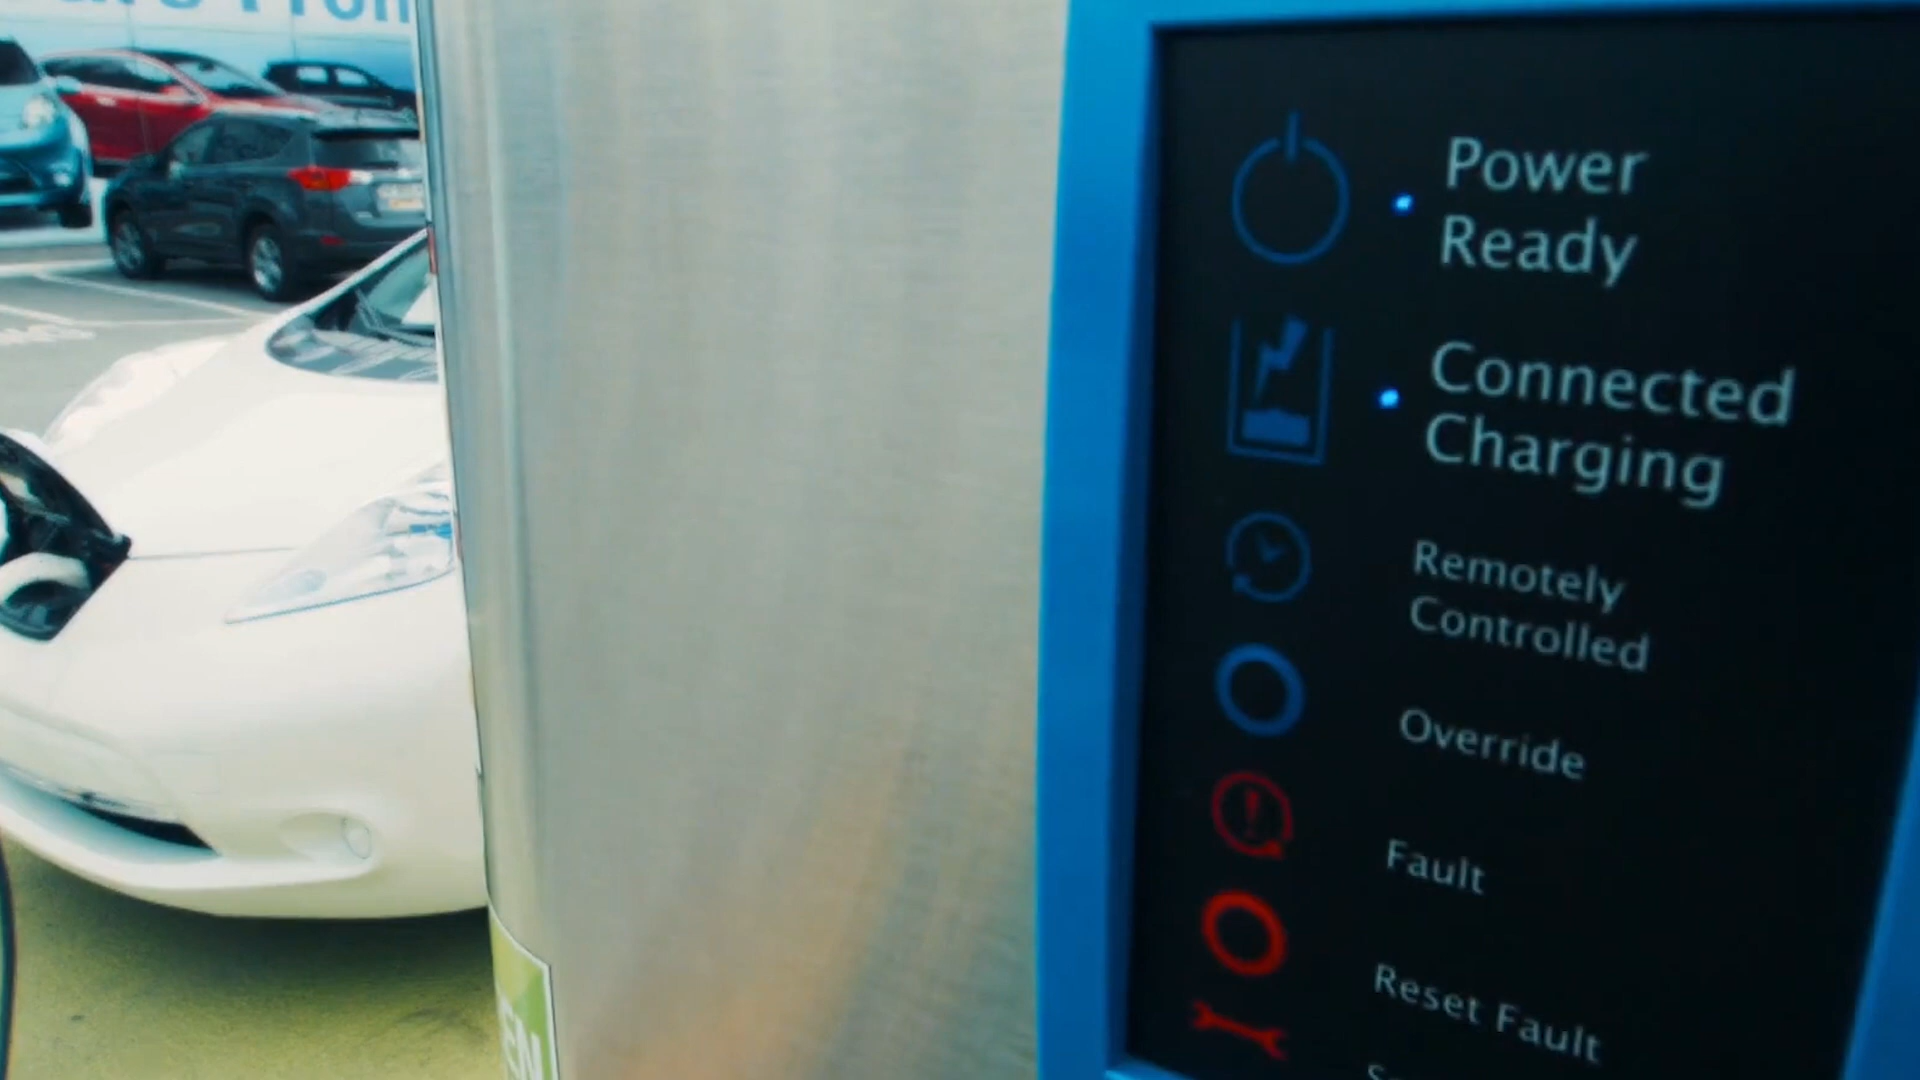 Power
Ready
Connected
Charging
Remotely
Controlled
Override
Fault
Reset Fault